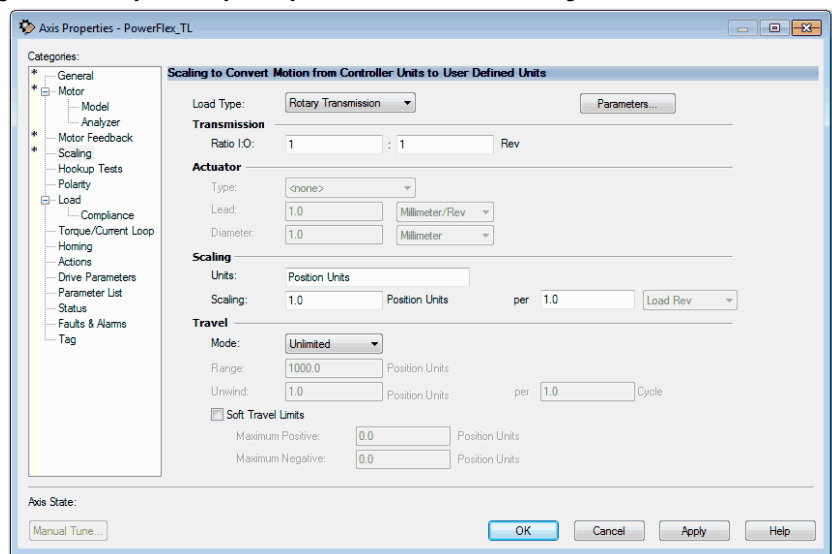 Axis Properties - PowerFlex_TL
Categories:
* General
* Motor
Model
Analyzer
* Motor Feedback
* Scaling
Hookup Tests
Polarity
Load
Compliance
Torque/Current Loop
Homing
Actions
Drive Parameters
Parameter List
Status
Faults & Alarms
Tag
Scaling to Convert Motion from Controller Units to User Defined Units
Load Type: Rotary Transmission Parameters...
Transmission
Ratio I:O: 1 : 1 Rev
Actuator
Type: <none>
Lead: 1.0 Millimeter/Rev
Diameter: 1.0 Millimeter
Scaling
Units: Position Units
Scaling: 1.0 Position Units per 1.0 Load Rev
Travel
Mode: Unlimited
Range: 1000.0 Position Units
Unwind: 1.0 Position Units per 1.0 Cycle
Soft Travel Limits
Maximum Positive: 0.0 Position Units
Maximum Negative: 0.0 Position Units
Axis State:
Manual Tune... OK Cancel Apply Help